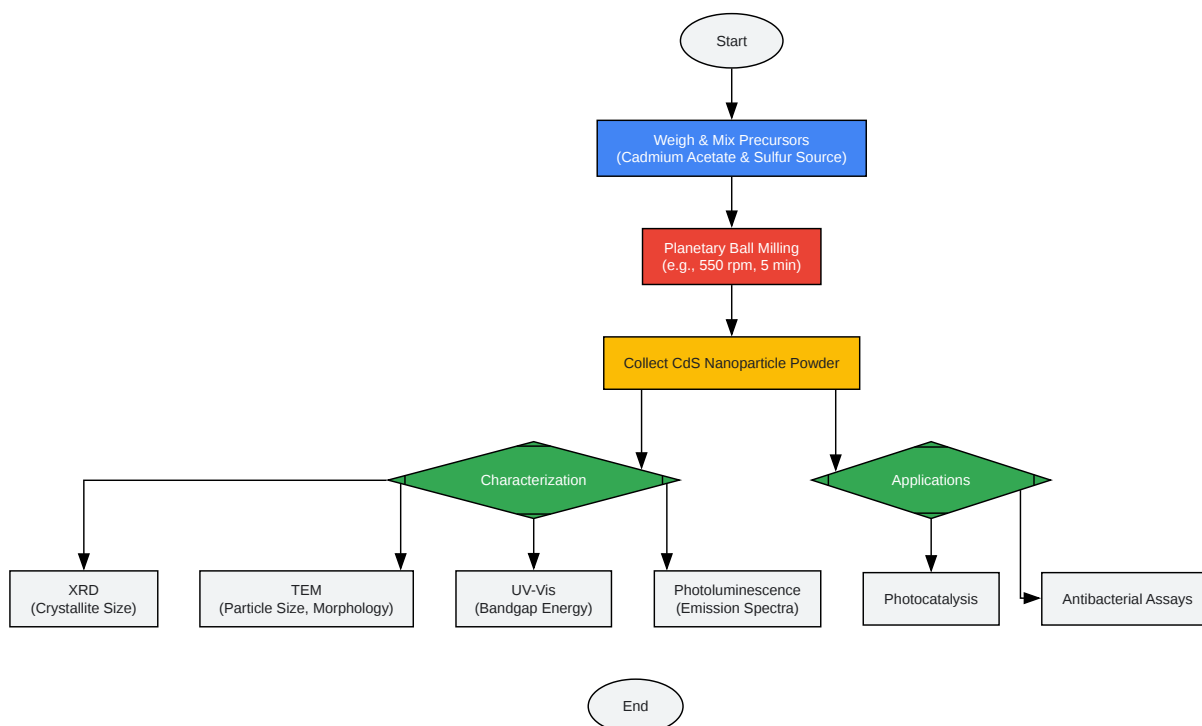 Start
Weigh & Mix Precursors
(Cadmium Acetate & Sulfur Source)
Planetary Ball Milling
(e.g., 550 rpm, 5 min)
Collect CdS Nanoparticle Powder
Characterization
Applications
XRD
(Crystallite Size)
TEM
(Particle Size, Morphology)
UV-Vis
(Bandgap Energy)
Photoluminescence
(Emission Spectra)
Photocatalysis
Antibacterial Assays
End